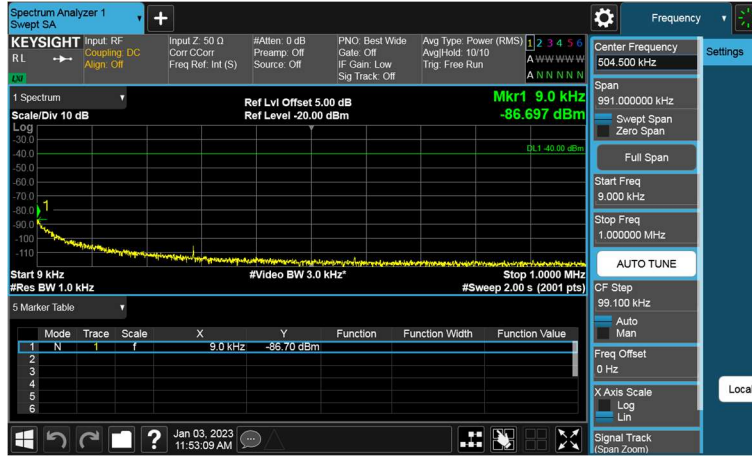 Spectrum Analyzer 1
Swept SA
Frequency
KEYSIGHT
RL
LXI
Input: RF
Coupling: DC
Align: Off
Input Z: 50 Ω
Corr CCorr
Freq Ref: Int (S)
#Atten: 0 dB
Preamp: Off
Source: Off
PNO: Best Wide
Gate: Off
IF Gain: Low
Sig Track: Off
Avg Type: Power (RMS)
Avg|Hold: 10/10
Trig: Free Run
1 2 3 4 5 6
A W W W W W
A N N N N N
Center Frequency
504.500 kHz
Settings
1 Spectrum
Scale/Div 10 dB
Ref Lvl Offset 5.00 dB
Ref Level -20.00 dBm
Mkr1 9.0 kHz
-86.697 dBm
Log
-30.0
-40.0
-50.0
-60.0
-70.0
-80.0
-90.0
-100
-110
DL1 -40.00 dBm
1
Start 9 kHz
#Res BW 1.0 kHz
#Video BW 3.0 kHz*
Stop 1.0000 MHz
#Sweep 2.00 s (2001 pts)
Span
991.000000 kHz
Swept Span
Zero Span
Full Span
Start Freq
9.000 kHz
Stop Freq
1.000000 MHz
AUTO TUNE
CF Step
99.100 kHz
Auto
Man
Freq Offset
0 Hz
X Axis Scale
Log
Lin
Signal Track
(Span Zoom)
Local
5 Marker Table
Mode Trace Scale X Y Function Function Width Function Value
1 N 1 f 9.0 kHz -86.70 dBm
2
3
4
5
6
?
Jan 03, 2023
11:53:09 AM